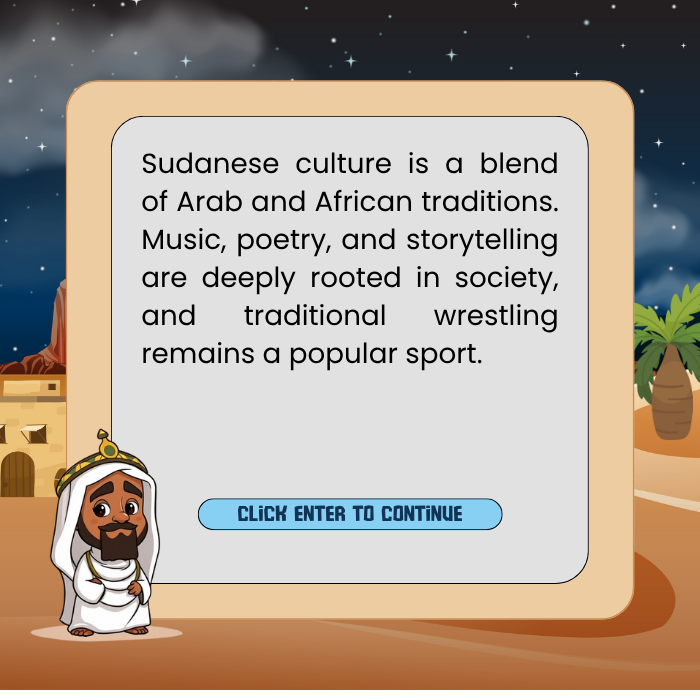 Sudanese culture is a blend
of Arab and African traditions.
Music, poetry, and storytelling
are deeply rooted in society,
and traditional wrestling
remains a popular sport.
CLICK ENTER TO CONTINUE